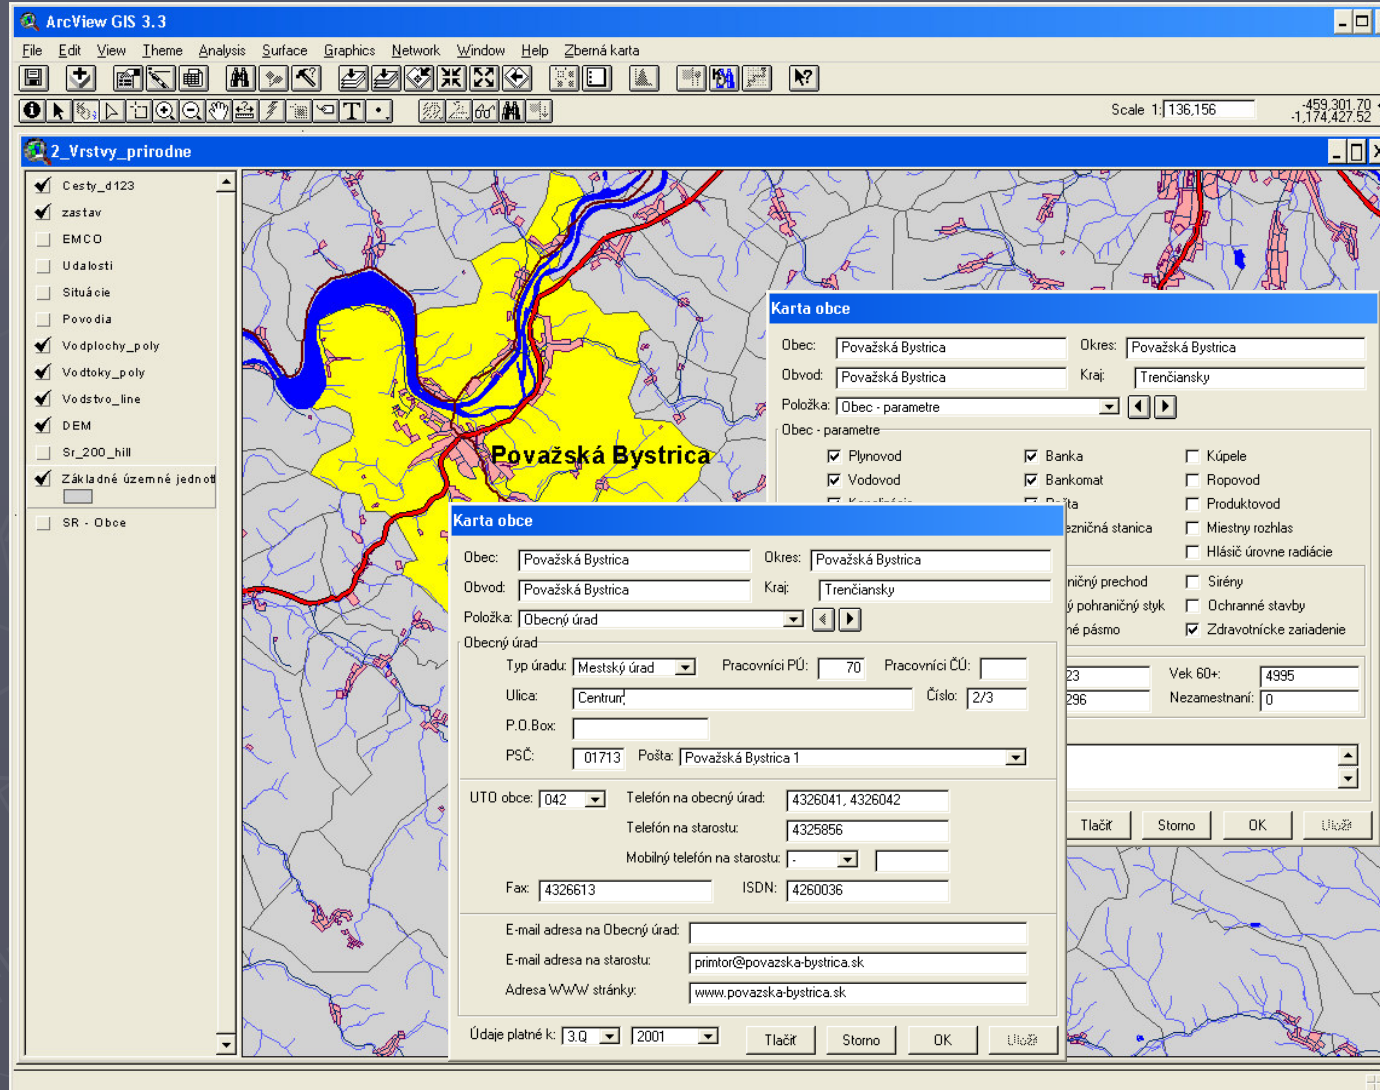 ArcView GIS 3.3
File Edit View Theme Analysis Surface Graphics Network Window Help Zberná karta
Scale 1: 136,156 -459,301.70
-1,174,427.52
2_Vrstvy_prirodne
Cesty_d123
zastav
EMCO
Udalosti
Situácie
Povodia
Vodplochy_poly
Vodtoky_poly
Vodstvo_line
DEM
Sr_200_hill
Základné územné jednot
SR - Obce
Považská Bystrica
Karta obce
Obec: Považská Bystrica Okres: Považská Bystrica
Obvod: Považská Bystrica Kraj: Trenčiansky
Položka: Obec - parametre
Obec - parametre
Plynovod Banka Kúpele
Vodovod Bankomat Ropovod
Produktovod
ezničná stanica Miestny rozhlas
Hlásič úrovne radiácie
ničný prechod Sirény
ý pohraničný styk Ochranné stavby
né pásmo Zdravotnícke zariadenie
23 Vek 60+: 4995
296 Nezamestnaní: 0
Tlačiť Storno OK Uložiť
Karta obce
Obec: Považská Bystrica Okres: Považská Bystrica
Obvod: Považská Bystrica Kraj: Trenčiansky
Položka: Obecný úrad
Obecný úrad
Typ úradu: Mestský úrad Pracovníci PÚ: 70 Pracovníci ČÚ:
Ulica: Centrum Číslo: 2/3
P.O.Box:
PSČ: 01713 Pošta: Považská Bystrica 1
UTO obce: 042 Telefón na obecný úrad: 4326041, 4326042
Telefón na starostu: 4325856
Mobilný telefón na starostu: -
Fax: 4326613 ISDN: 4260036
E-mail adresa na Obecný úrad:
E-mail adresa na starostu: primtor@povazska-bystrica.sk
Adresa WWW stránky: www.povazska-bystrica.sk
Údaje platné k: 3.Q 2001 Tlačiť Storno OK Uložiť